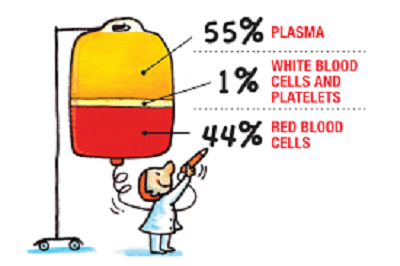 55% PLASMA
1% WHITE BLOOD
CELLS AND
PLATELETS
44% RED BLOOD
CELLS